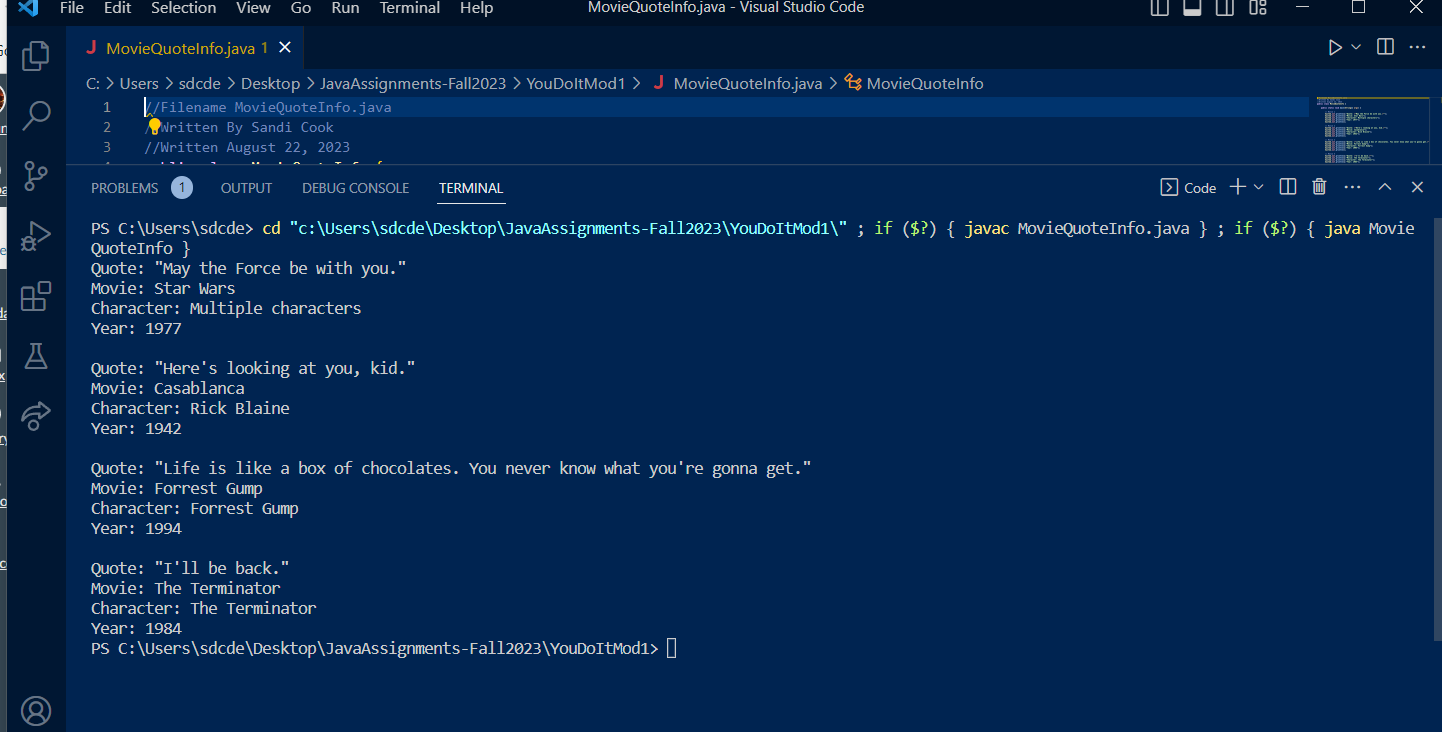 File Edit Selection View Go Run Terminal Help MovieQuoteInfo.java - Visual Studio Code
J MovieQuoteInfo.java 1
C: > Users > sdcde > Desktop > JavaAssignments-Fall2023 > YouDoItMod1 > J MovieQuoteInfo.java > MovieQuoteInfo
1 //Filename MovieQuoteInfo.java
2 Written By Sandi Cook
3 //Written August 22, 2023
PROBLEMS 1 OUTPUT DEBUG CONSOLE TERMINAL Code
PS C:\Users\sdcde> cd "c:\Users\sdcde\Desktop\JavaAssignments-Fall2023\YouDoItMod1\" ; if ($?) { javac MovieQuoteInfo.java } ; if ($?) { java Movie
QuoteInfo }
Quote: "May the Force be with you."
Movie: Star Wars
Character: Multiple characters
Year: 1977
Quote: "Here's looking at you, kid."
Movie: Casablanca
Character: Rick Blaine
Year: 1942
Quote: "Life is like a box of chocolates. You never know what you're gonna get."
Movie: Forrest Gump
Character: Forrest Gump
Year: 1994
Quote: "I'll be back."
Movie: The Terminator
Character: The Terminator
Year: 1984
PS C:\Users\sdcde\Desktop\JavaAssignments-Fall2023\YouDoItMod1>